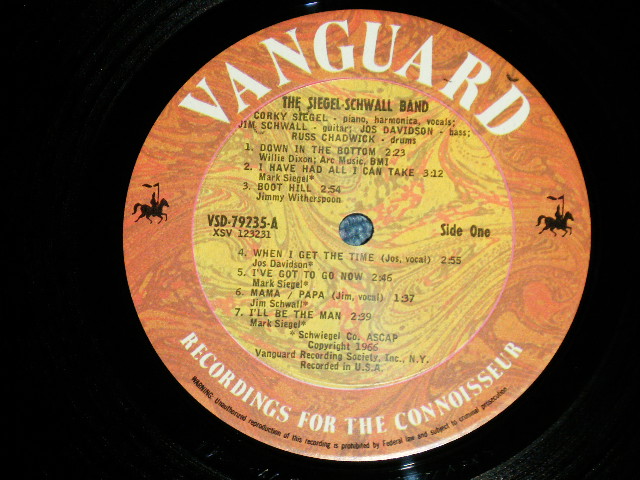 VANGUARD
THE SIEGEL-SCHWALL BAND
CORKY SIEGEL - piano, harmonica, vocals;
JIM SCHWALL - guitar; JOS DAVIDSON - bass;
RUSS CHADWICK - drums
1. DOWN IN THE BOTTOM 2:23
Willie Dixon; Arc Music, BMI
2. I HAVE HAD ALL I CAN TAKE 3:12
Mark Siegel*
3. BOOT HILL 2:54
Jimmy Witherspoon
VSD-79235-A
XSV 123231
Side One
4. WHEN I GET THE TIME (Jos, vocal) 2:55
Jos Davidson*
5. I'VE GOT TO GO NOW 2:46
Mark Siegel*
6. MAMA / PAPA (Jim, vocal) 1:37
Jim Schwall*
7. I'LL BE THE MAN 2:39
Mark Siegel*
* Schwiegel Co. ASCAP
Copyright 1966
Vanguard Recording Society, Inc., N.Y.
Recorded in U.S.A.
RECORDINGS FOR THE CONNOISSEUR
WARNING: Unauthorized reproduction of this recording is prohibited by Federal law and subject to criminal prosecution